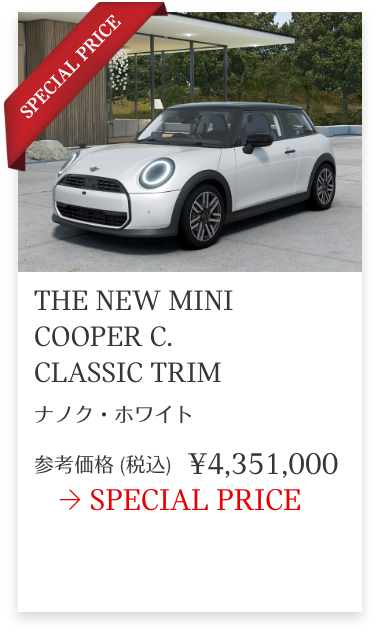 SPECIAL PRICE
THE NEW MINI
COOPER C.
CLASSIC TRIM
ナノク・ホワイト
参考価格 (税込) ¥4,351,000
→ SPECIAL PRICE